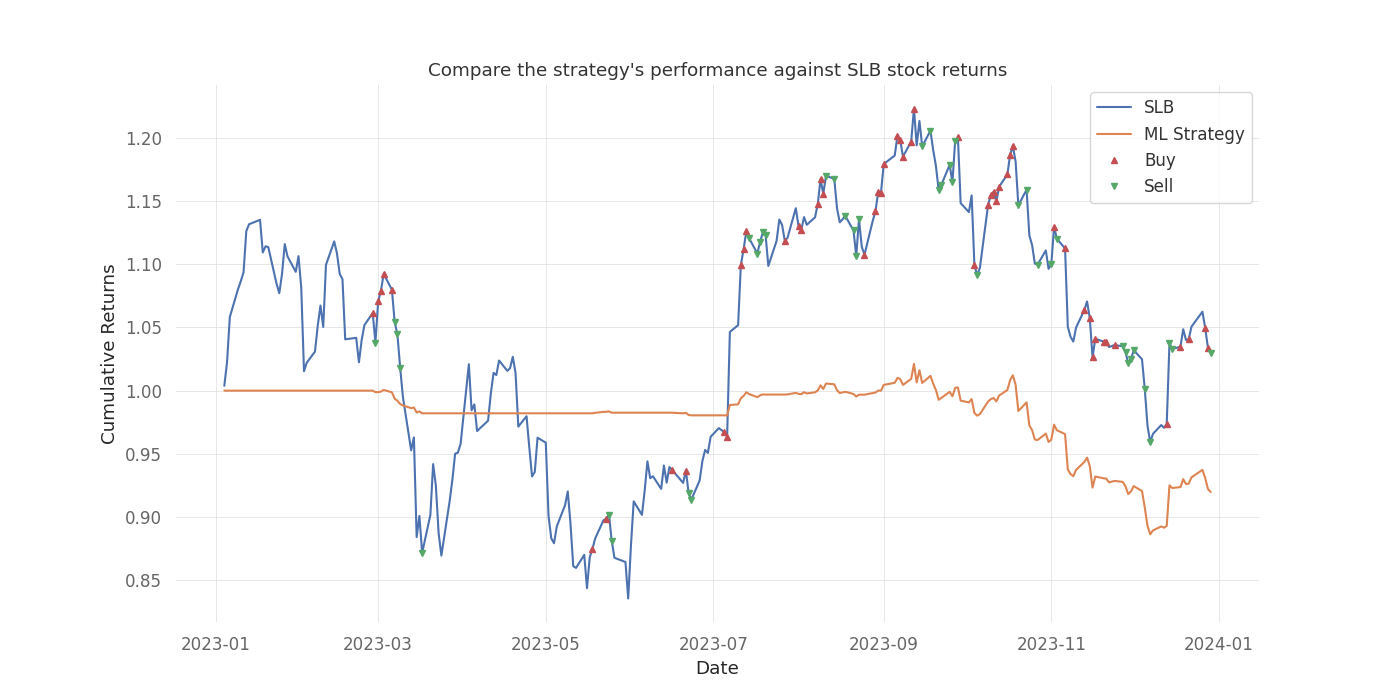 Compare the strategy's performance against SLB stock returns
SLB
ML Strategy
Buy
Sell
Cumulative Returns
1.20
1.15
1.10
1.05
1.00
0.95
0.90
0.85
2023-01
2023-03
2023-05
2023-07
2023-09
2023-11
2024-01
Date